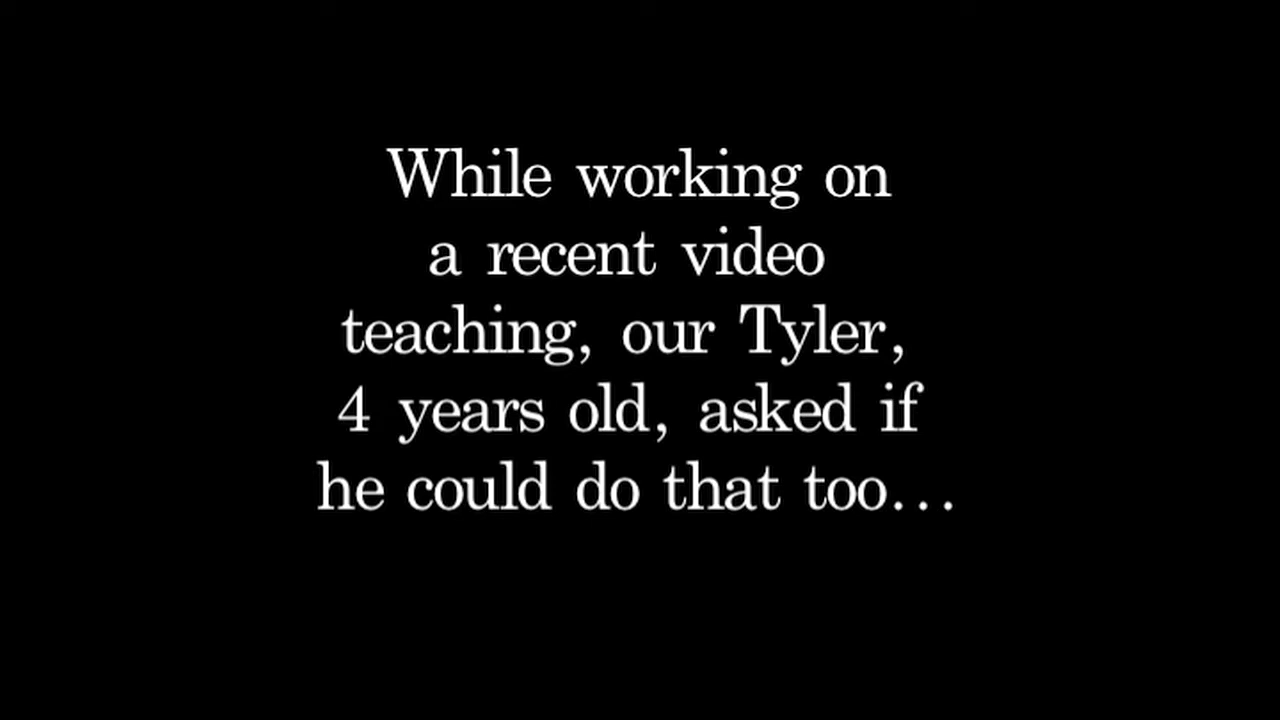 While working on
a recent video
teaching, our Tyler,
4 years old, asked if
he could do that too...